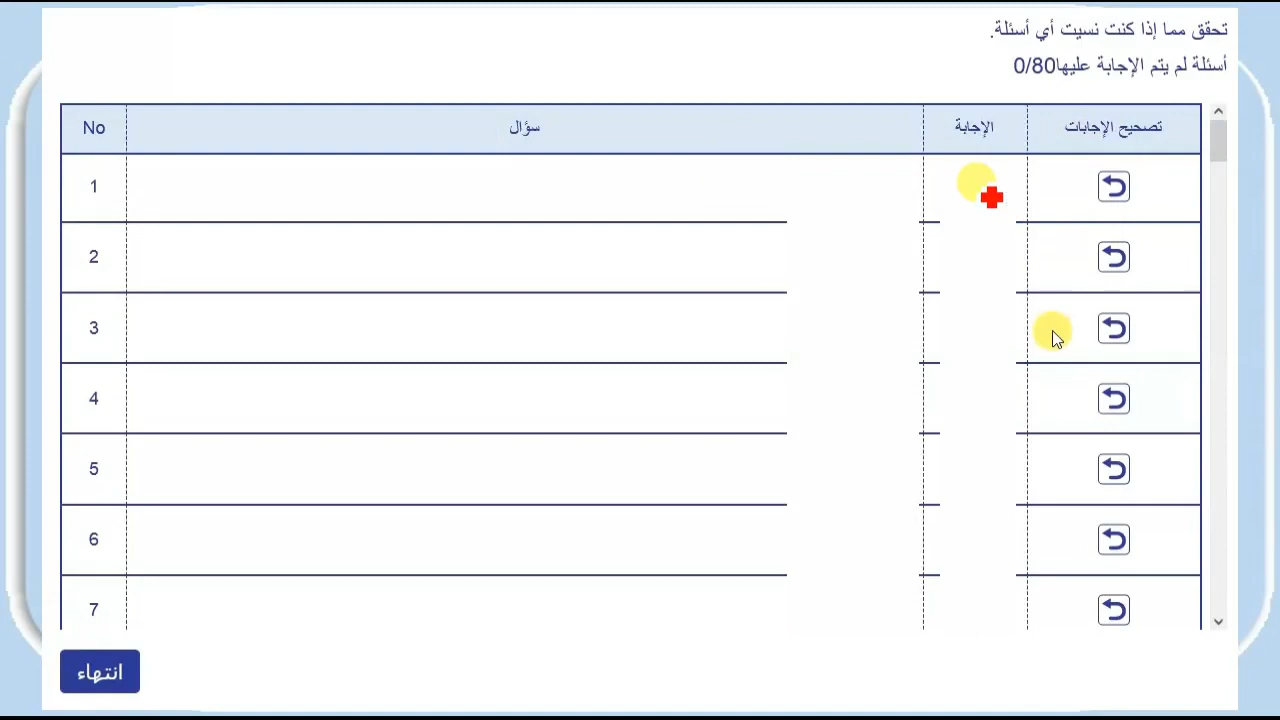 تحقق مما إذا كنت نسيت أي أسئلة.
أسئلة لم يتم الإجابة عليها0/80
No سؤال الإجابة تصحيح الإجابات
1
2
3
4
5
6
7
انتهاء